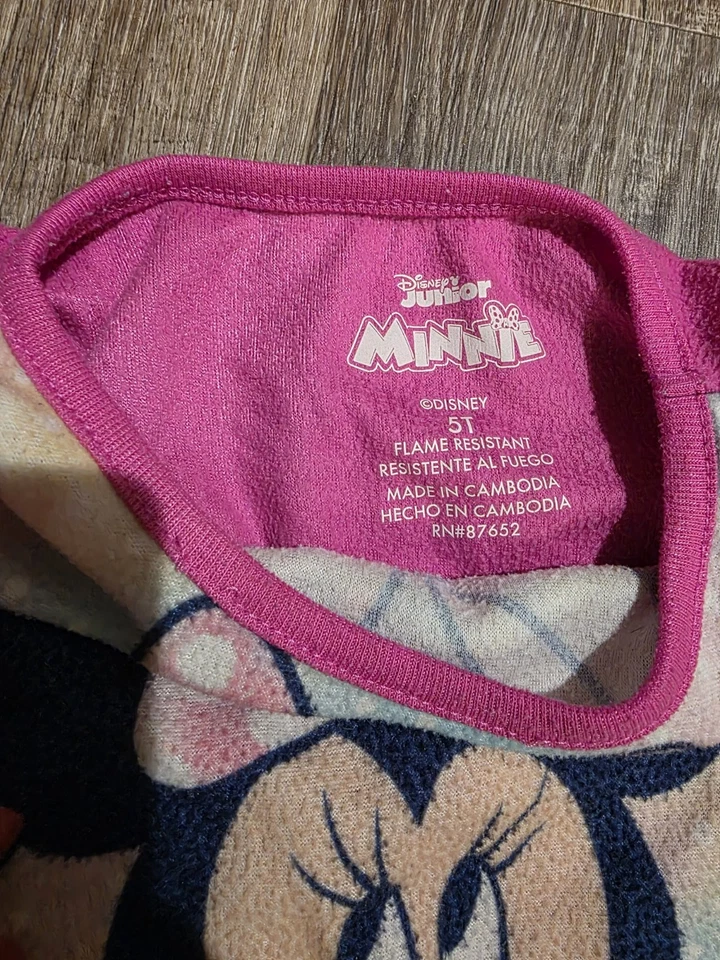 Disney
Junior
MINNIE
©DISNEY
5T
FLAME RESISTANT
RESISTENTE AL FUEGO
MADE IN CAMBODIA
HECHO EN CAMBODIA
RN#87652